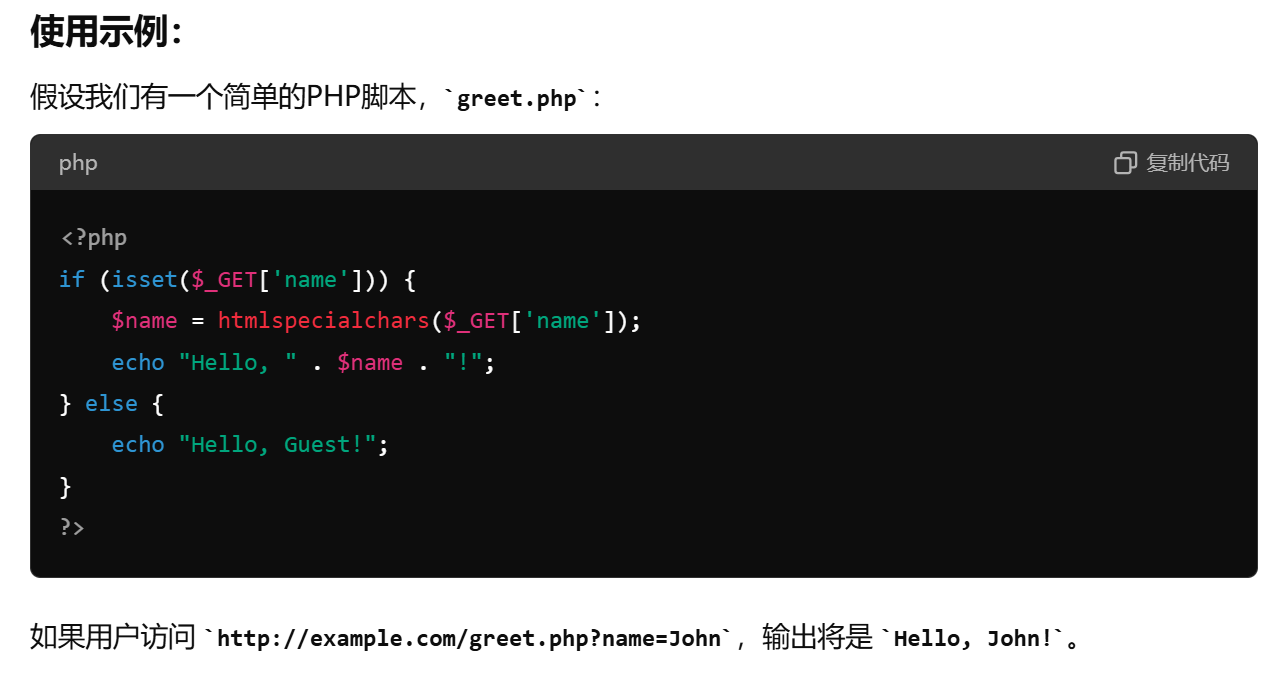 使用示例：
假设我们有一个简单的PHP脚本，`greet.php`：
php 复制代码
<?php
if (isset($_GET['name'])) {
    $name = htmlspecialchars($_GET['name']);
    echo "Hello, " . $name . "!";
} else {
    echo "Hello, Guest!";
}
?>
如果用户访问 `http://example.com/greet.php?name=John`，输出将是 `Hello, John!`。